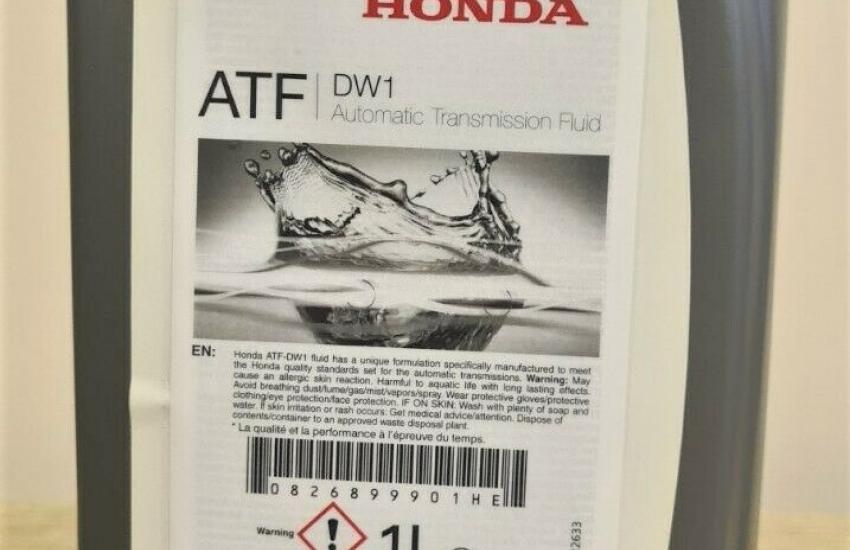 HONDA
ATF | DW1
Automatic Transmission Fluid
EN: Honda ATF-DW1 fluid has a unique formulation specifically manufactured to meet
the Honda quality standards set for the automatic transmissions. Warning: May
cause an allergic skin reaction. Harmful to aquatic life with long lasting effects.
Avoid breathing dust/fume/gas/mist/vapors/spray. Wear protective gloves/protective
clothing/eye protection/face protection. IF ON SKIN: Wash with plenty of soap and
water. If skin irritation or rash occurs: Get medical advice/attention. Dispose of
contents/container to an approved waste disposal plant.
* La qualité et la performance à l'épreuve du temps.
0826899901HE
Warning ! 1L
2633